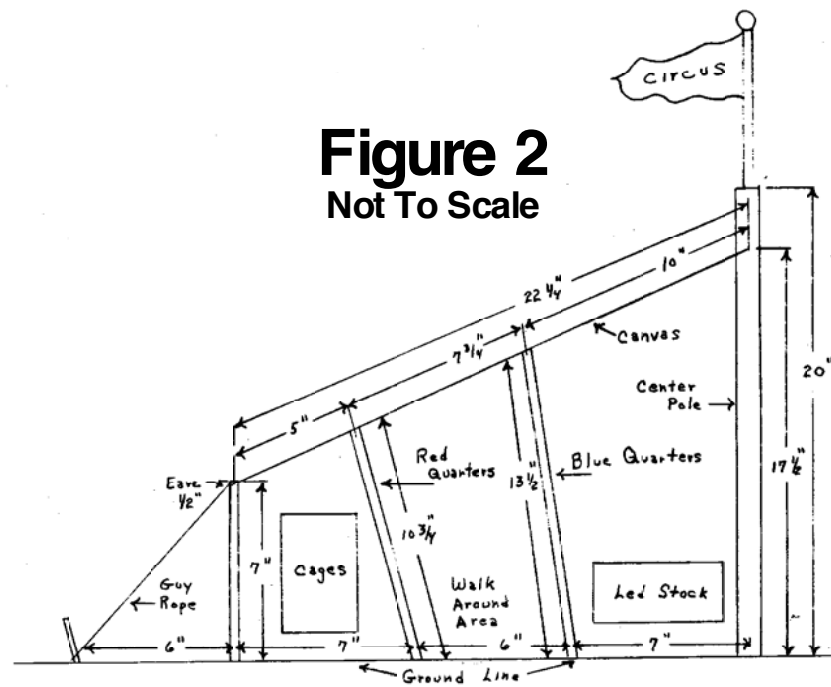 CIRCUS
Figure 2
Not To Scale
22 1/4"
10"
7 3/4"
5"
Canvas
20"
Center
Pole
17 1/2"
Red
Quarters
Blue Quarters
13 1/2"
Eave
1/2"
10 3/4"
7"
Cages
Guy
Rope
Walk
Around
Area
Led Stock
6"
7"
6"
7"
Ground Line